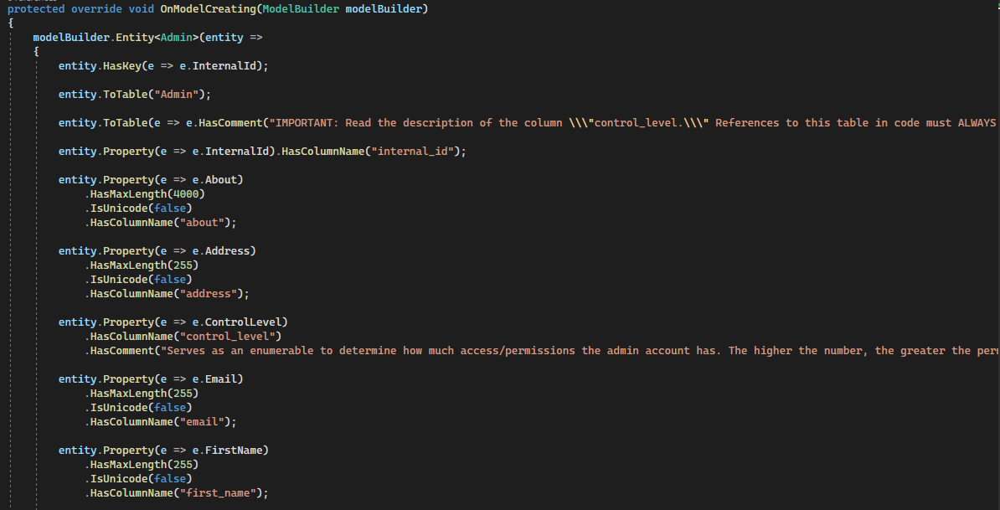 protected override void OnModelCreating(ModelBuilder modelBuilder)
{
modelBuilder.Entity<Admin>(entity =>
{
entity.HasKey(e => e.InternalId);
entity.ToTable("Admin");
entity.ToTable(e => e.HasComment("IMPORTANT: Read the description of the column \\\"control_level.\\\" References to this table in code must ALWAYS
entity.Property(e => e.InternalId).HasColumnName("internal_id");
entity.Property(e => e.About)
.HasMaxLength(4000)
.IsUnicode(false)
.HasColumnName("about");
entity.Property(e => e.Address)
.HasMaxLength(255)
.IsUnicode(false)
.HasColumnName("address");
entity.Property(e => e.ControlLevel)
.HasColumnName("control_level")
.HasComment("Serves as an enumerable to determine how much access/permissions the admin account has. The higher the number, the greater the
entity.Property(e => e.Email)
.HasMaxLength(255)
.IsUnicode(false)
.HasColumnName("email");
entity.Property(e => e.FirstName)
.HasMaxLength(255)
.IsUnicode(false)
.HasColumnName("first_name");